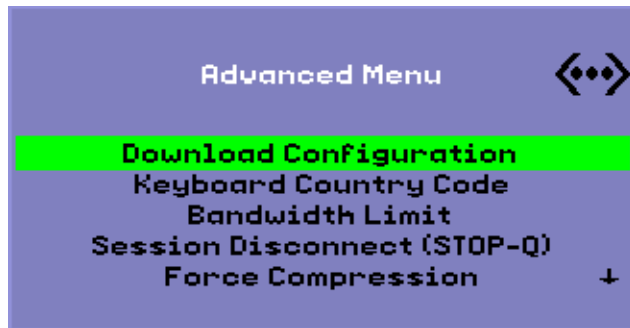 Advanced Menu
Download Configuration
Keyboard Country Code
Bandwidth Limit
Session Disconnect (STOP-Q)
Force Compression